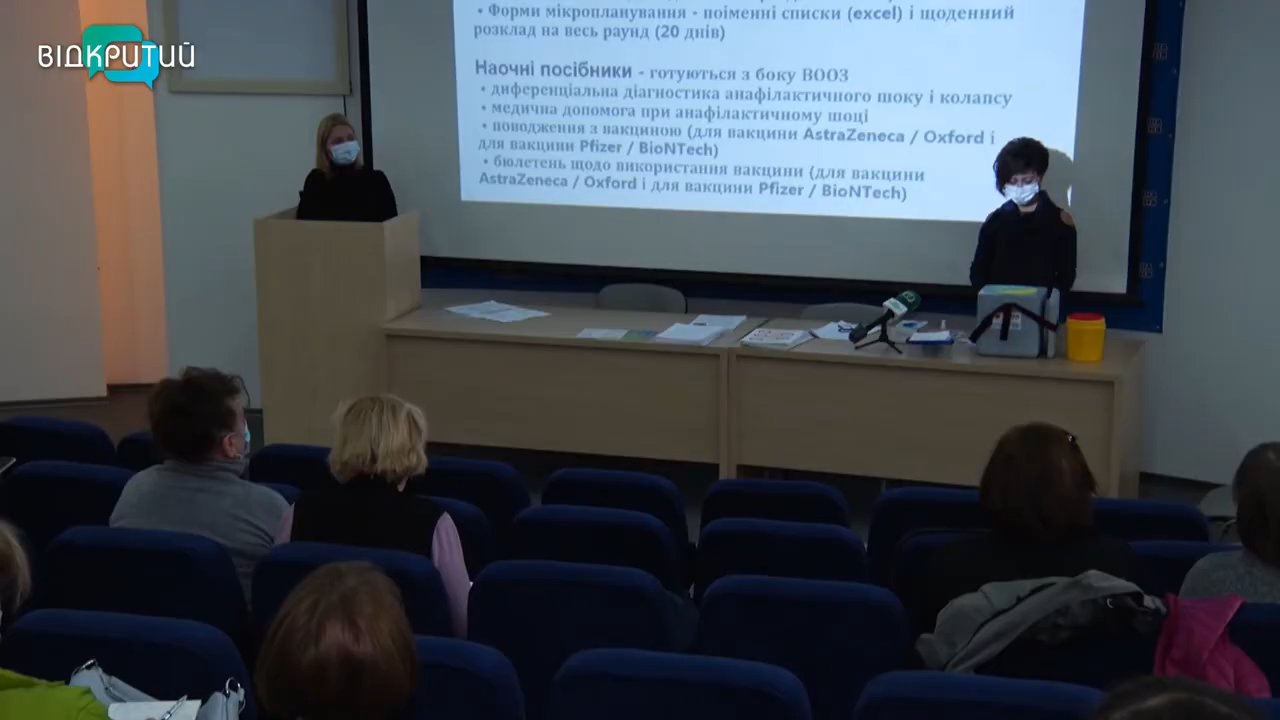 ВІДКРИТИЙ
• Форми мікропланування - поіменні списки (excel) і щоденний
розклад на весь раунд (20 днів)
Наочні посібники - готуються з боку ВООЗ
• диференціальна діагностика анафілактичного шоку і колапсу
• медична допомога при анафілактичному шоці
• поводження з вакциною (для вакцини AstraZeneca / Oxford і
для вакцини Pfizer / BioNTech)
• бюлетень щодо використання вакцини (для вакцини
AstraZeneca / Oxford і для вакцини Pfizer / BioNTech)